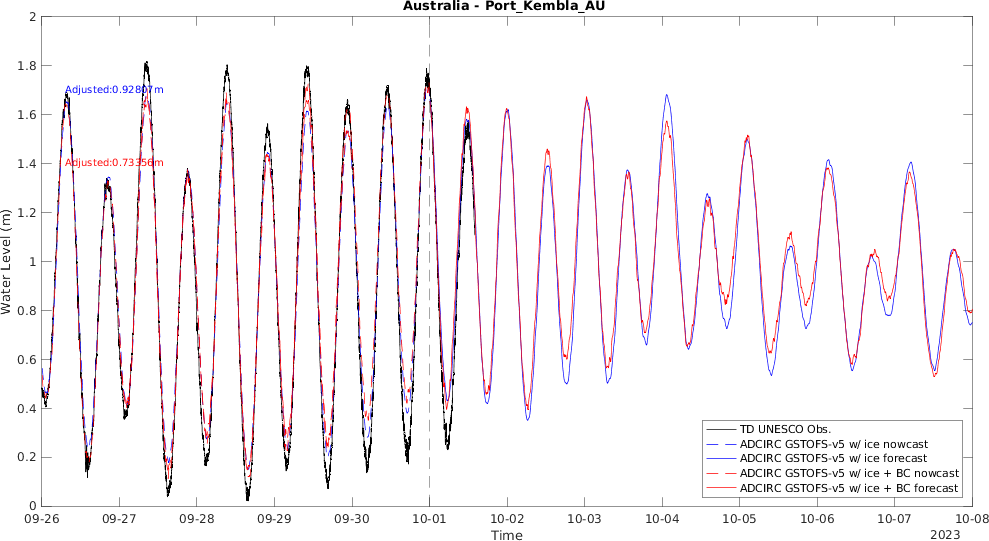 Australia - Port_Kembla_AU
Water Level (m)
2
1.8
1.6
1.4
1.2
1
0.8
0.6
0.4
0.2
0
Adjusted:0.92807m
Adjusted:0.73356m
TD UNESCO Obs.
ADCIRC GSTOFS-v5 w/ ice nowcast
ADCIRC GSTOFS-v5 w/ ice forecast
ADCIRC GSTOFS-v5 w/ ice + BC nowcast
ADCIRC GSTOFS-v5 w/ ice + BC forecast
09-26 09-27 09-28 09-29 09-30 10-01 10-02 10-03 10-04 10-05 10-06 10-07 10-08
Time
2023